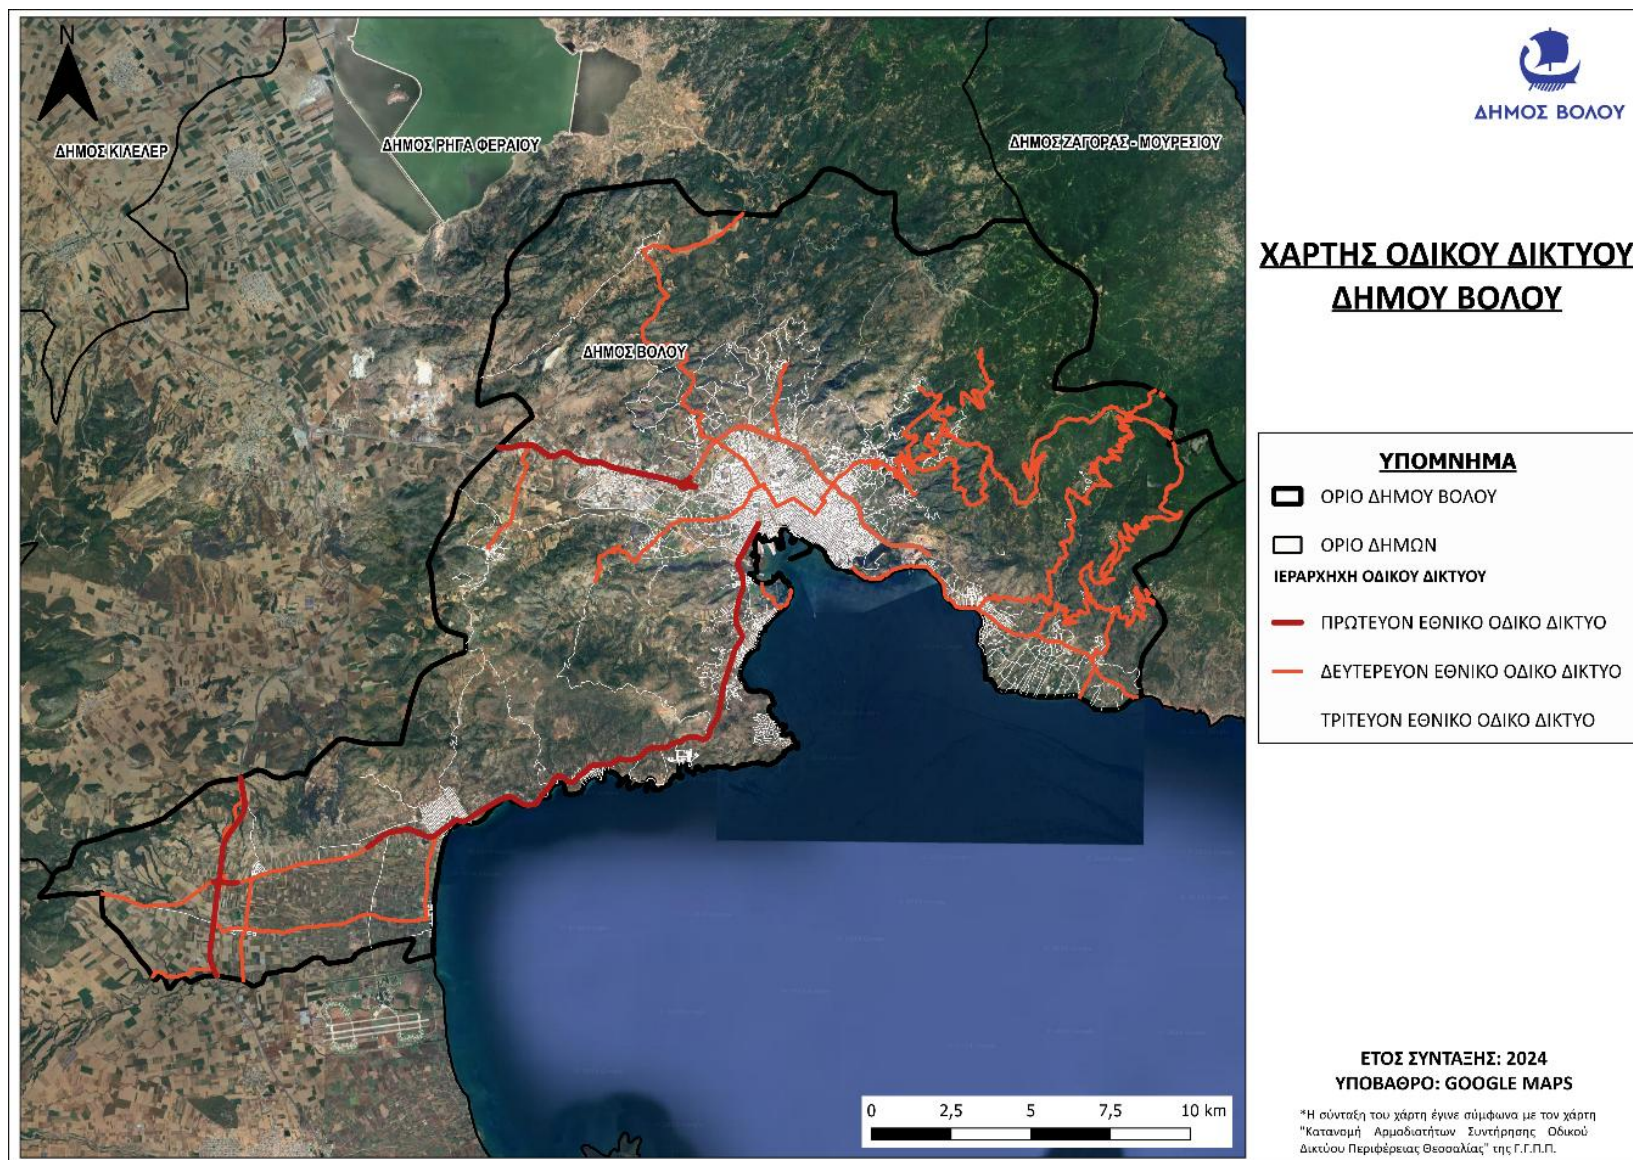 N
ΔΗΜΟΣ ΚΙΛΕΛΕΡ
ΔΗΜΟΣ ΡΗΓΑ ΦΕΡΑΙΟΥ
ΔΗΜΟΣ ΖΑΓΟΡΑΣ - ΜΟΥΡΕΣΙΟΥ
ΔΗΜΟΣ ΒΟΛΟΥ
ΔΗΜΟΣ ΒΟΛΟΥ
ΧΑΡΤΗΣ ΟΔΙΚΟΥ ΔΙΚΤΥΟΥ
ΔΗΜΟΥ ΒΟΛΟΥ
ΥΠΟΜΝΗΜΑ
ΟΡΙΟ ΔΗΜΟΥ ΒΟΛΟΥ
ΟΡΙΟ ΔΗΜΩΝ
ΙΕΡΑΡΧΗΧΗ ΟΔΙΚΟΥ ΔΙΚΤΥΟΥ
ΠΡΩΤΕΥΟΝ ΕΘΝΙΚΟ ΟΔΙΚΟ ΔΙΚΤΥΟ
ΔΕΥΤΕΡΕΥΟΝ ΕΘΝΙΚΟ ΟΔΙΚΟ ΔΙΚΤΥΟ
ΤΡΙΤΕΥΟΝ ΕΘΝΙΚΟ ΟΔΙΚΟ ΔΙΚΤΥΟ
0 2,5 5 7,5 10 km
ΕΤΟΣ ΣΥΝΤΑΞΗΣ: 2024
ΥΠΟΒΑΘΡΟ: GOOGLE MAPS
*Η σύνταξη του χάρτη έγινε σύμφωνα με τον χάρτη
"Κατανομή Αρμοδιοτήτων Συντήρησης Οδικού
Δικτύου Περιφέρειας Θεσσαλίας" της Γ.Γ.Π.Π.